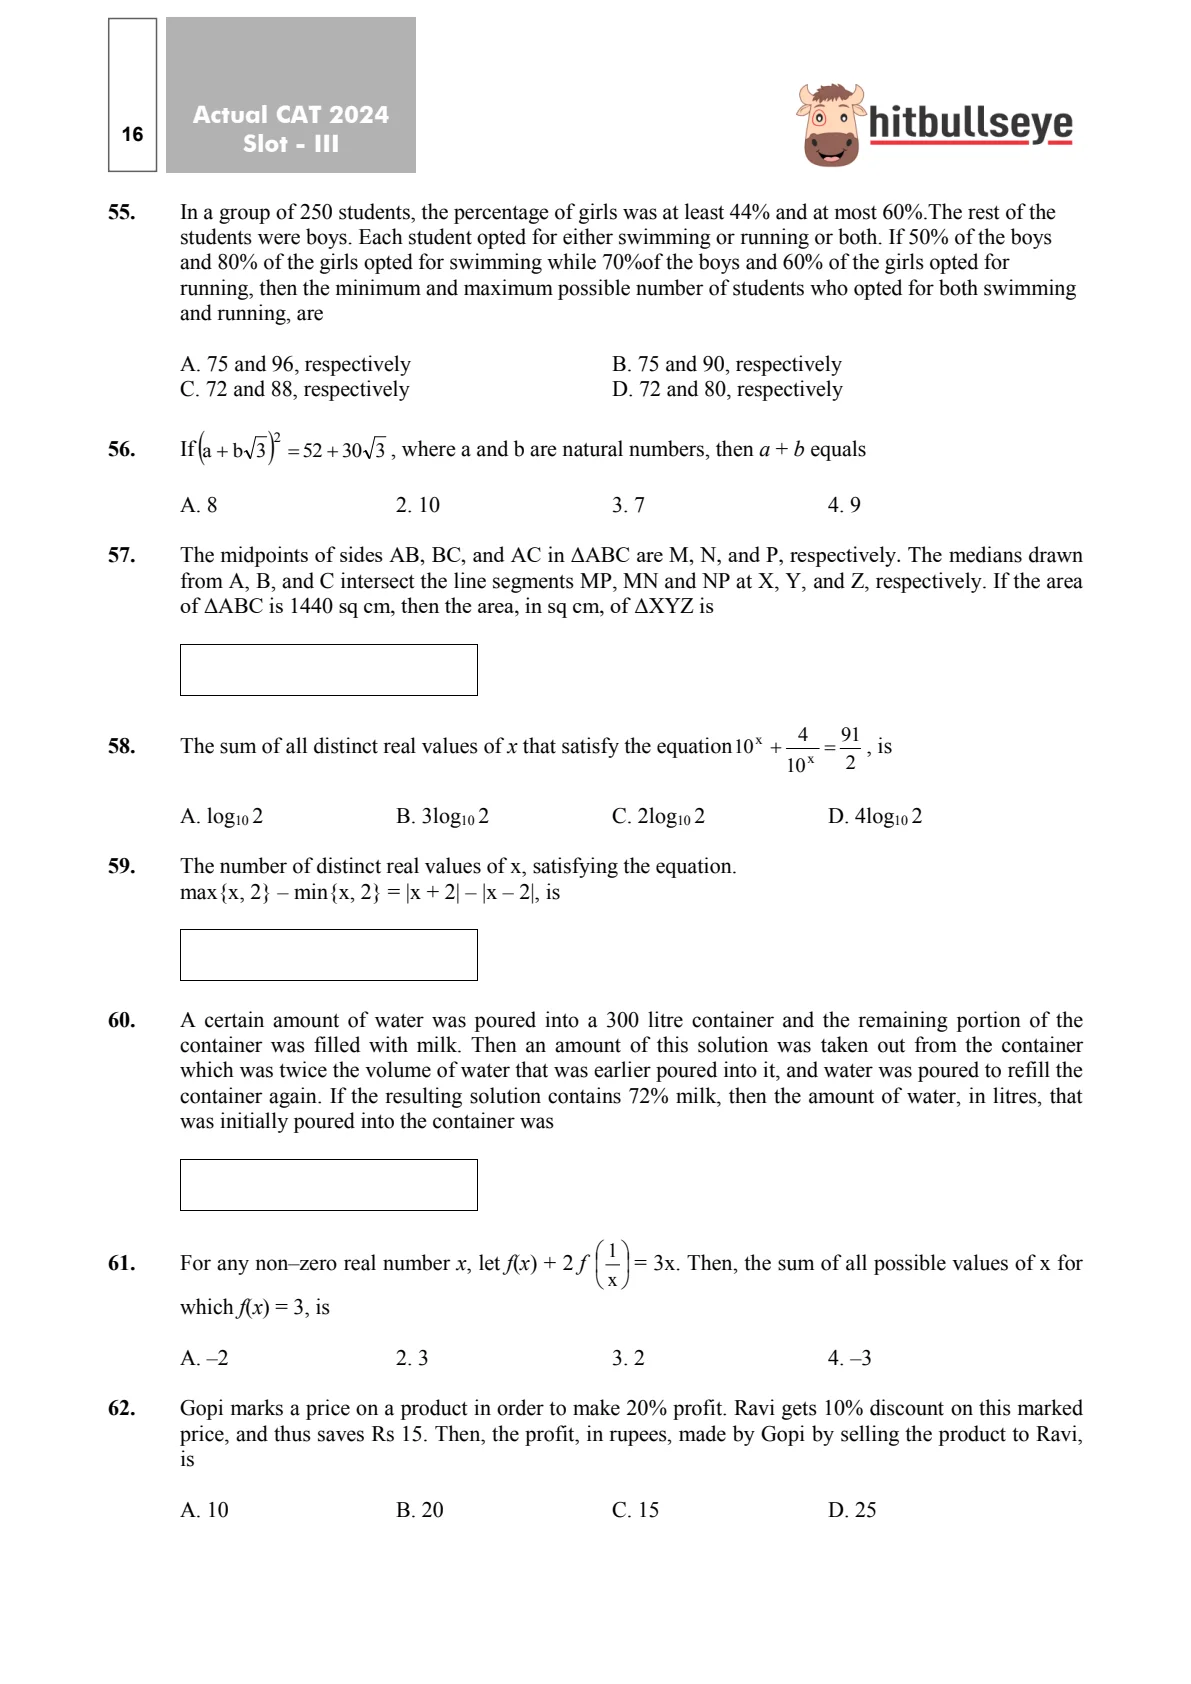 16
Actual CAT 2024
Slot - III
hitbullseye
55. In a group of 250 students, the percentage of girls was at least 44% and at most 60%.The rest of the
students were boys. Each student opted for either swimming or running or both. If 50% of the boys
and 80% of the girls opted for swimming while 70%of the boys and 60% of the girls opted for
running, then the minimum and maximum possible number of students who opted for both swimming
and running, are
A. 75 and 96, respectively B. 75 and 90, respectively
C. 72 and 88, respectively D. 72 and 80, respectively
56. If (a + b√3)² = 52 + 30√3 , where a and b are natural numbers, then a + b equals
A. 8 2. 10 3. 7 4. 9
57. The midpoints of sides AB, BC, and AC in ΔABC are M, N, and P, respectively. The medians drawn
from A, B, and C intersect the line segments MP, MN and NP at X, Y, and Z, respectively. If the area
of ΔABC is 1440 sq cm, then the area, in sq cm, of ΔXYZ is
58. The sum of all distinct real values of x that satisfy the equation 10ˣ + 4/10ˣ = 91/2 , is
A. log₁₀ 2 B. 3log₁₀ 2 C. 2log₁₀ 2 D. 4log₁₀ 2
59. The number of distinct real values of x, satisfying the equation.
max{x, 2} – min{x, 2} = |x + 2| – |x – 2|, is
60. A certain amount of water was poured into a 300 litre container and the remaining portion of the
container was filled with milk. Then an amount of this solution was taken out from the container
which was twice the volume of water that was earlier poured into it, and water was poured to refill the
container again. If the resulting solution contains 72% milk, then the amount of water, in litres, that
was initially poured into the container was
61. For any non–zero real number x, let f(x) + 2 f (1/x) = 3x. Then, the sum of all possible values of x for
which f(x) = 3, is
A. –2 2. 3 3. 2 4. –3
62. Gopi marks a price on a product in order to make 20% profit. Ravi gets 10% discount on this marked
price, and thus saves Rs 15. Then, the profit, in rupees, made by Gopi by selling the product to Ravi,
is
A. 10 B. 20 C. 15 D. 25